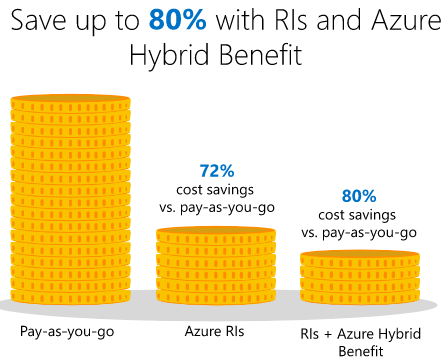 Save up to 80% with RIs and Azure
Hybrid Benefit
72%
cost savings
vs. pay-as-you-go
80%
cost savings
vs. pay-as-you-go
Pay-as-you-go
Azure RIs
RIs + Azure Hybrid
Benefit